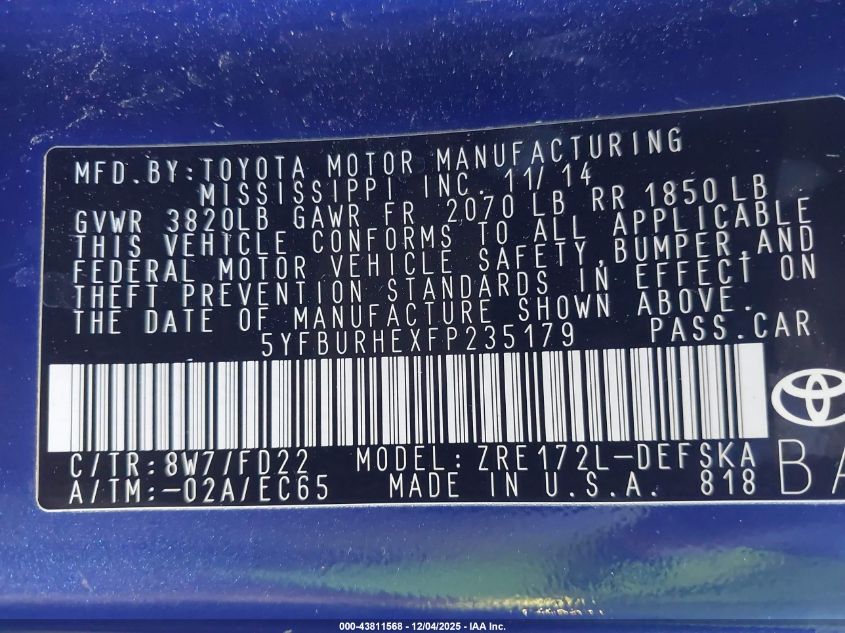 MFD.BY:TOYOTA MOTOR MANUFACTURING
MISSISSIPPI INC. 11/14
GVWR 3820LB GAWR FR 2070 LB RR 1850 LB
THIS VEHICLE CONFORMS TO ALL APPLICABLE
FEDERAL MOTOR VEHICLE SAFETY,BUMPER,AND
THEFT PREVENTION STANDARDS IN EFFECT ON
THE DATE OF MANUFACTURE SHOWN ABOVE.
5YFBURHEXFP235179 PASS.CAR
C/TR:8W7/FD22 MODEL:ZRE172L-DEFSKA
A/TM:-02A/EC65 MADE IN U.S.A. 818
BA
000-43811568 - 12/04/2025 - IAA Inc.